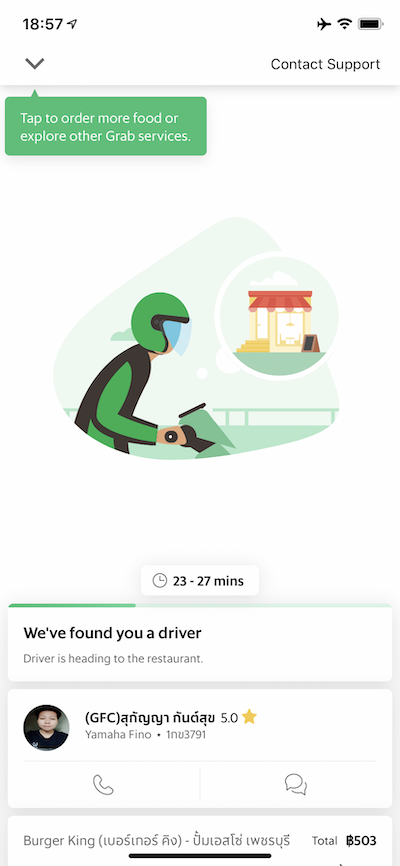 18:57
Contact Support
Tap to order more food or
explore other Grab services.
23 - 27 mins
We've found you a driver
Driver is heading to the restaurant.
(GFC)สุกัญญา กันต์สุข 5.0
Yamaha Fino • 1กข3791
Burger King (เบอร์เกอร์ คิง) - ปั้มเอสโซ่ เพชรบุรี Total ฿503